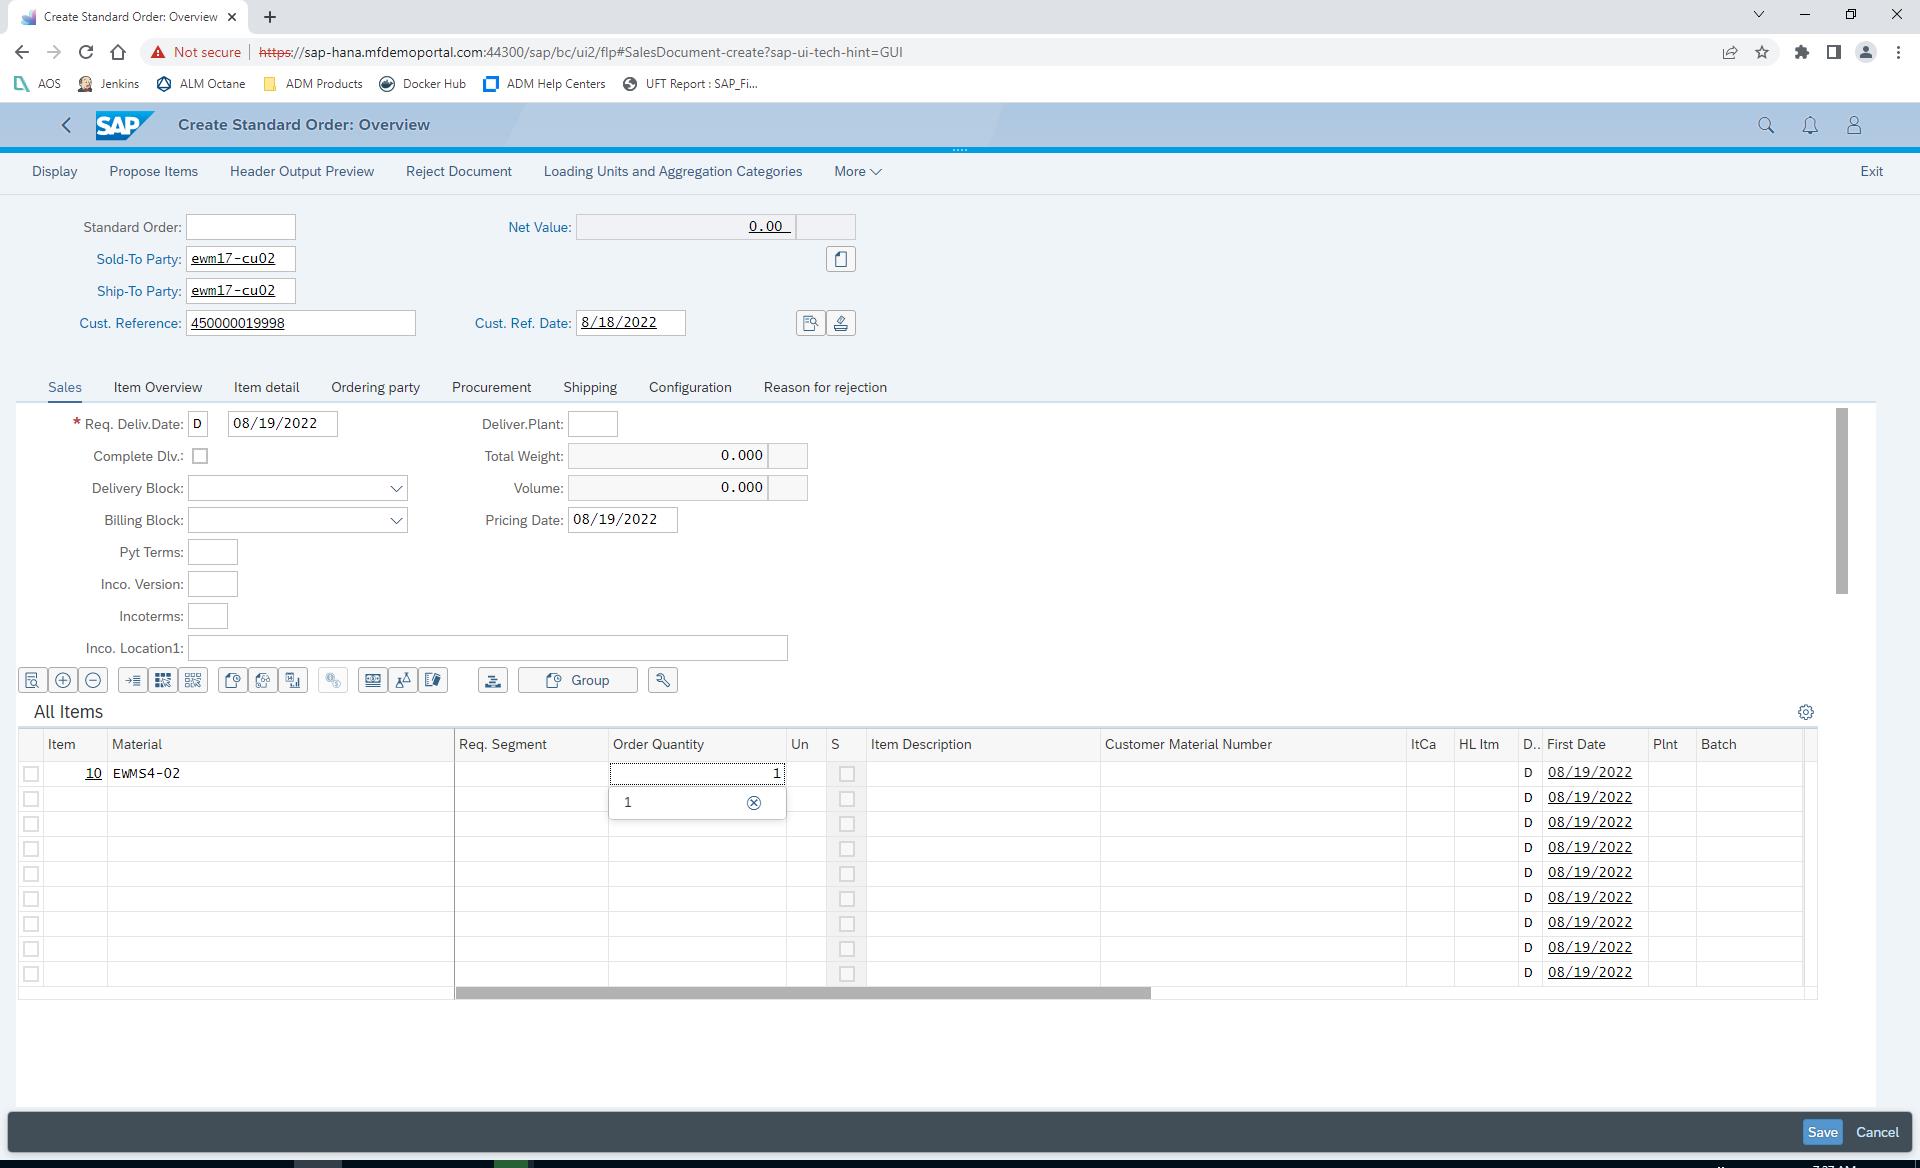 Create Standard Order: Overview
Not secure https://sap-hana.mfdemoportal.com:44300/sap/bc/ui2/flp#SalesDocument-create?sap-ui-tech-hint=GUI
AOS Jenkins ALM Octane ADM Products Docker Hub ADM Help Centers UFT Report : SAP_Fi...
SAP Create Standard Order: Overview
Display Propose Items Header Output Preview Reject Document Loading Units and Aggregation Categories More Exit
Standard Order: Net Value: 0.00
Sold-To Party: ewm17-cu02
Ship-To Party: ewm17-cu02
Cust. Reference: 450000019998 Cust. Ref. Date: 8/18/2022
Sales Item Overview Item detail Ordering party Procurement Shipping Configuration Reason for rejection
* Req. Deliv.Date: D 08/19/2022 Deliver.Plant:
Complete Dlv.: Total Weight: 0.000
Delivery Block: Volume: 0.000
Billing Block: Pricing Date: 08/19/2022
Pyt Terms:
Inco. Version:
Incoterms:
Inco. Location1:
Group
All Items
Item Material Req. Segment Order Quantity Un S Item Description Customer Material Number ItCa HL Itm D.. First Date Plnt Batch
10 EWMS4-02 1 D 08/19/2022
1 D 08/19/2022
D 08/19/2022
D 08/19/2022
D 08/19/2022
D 08/19/2022
D 08/19/2022
D 08/19/2022
D 08/19/2022
Save Cancel